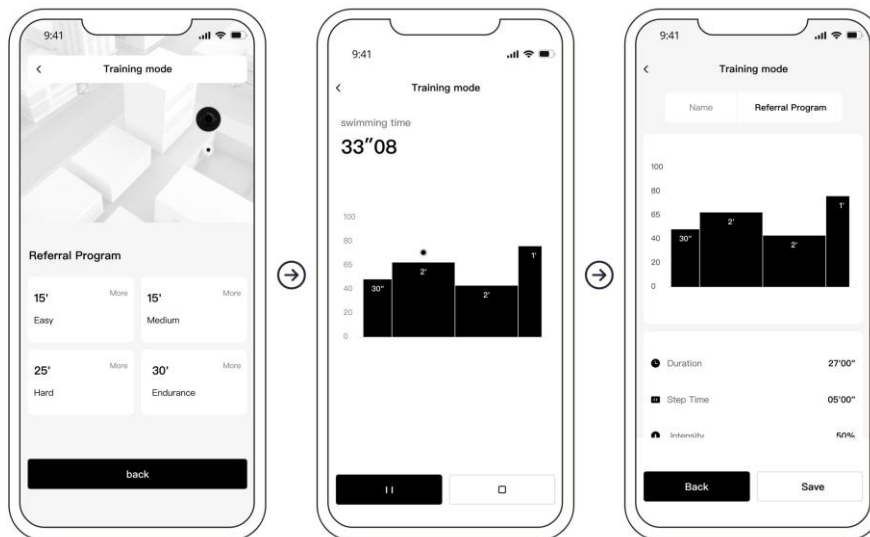 9:41
Training mode
Referral Program
15' More
Easy
15' More
Medium
25' More
Hard
30' More
Endurance
back
9:41
Training mode
swimming time
33"08
100
80
65
40
20
0
30"
2'
2'
1'
9:41
Training mode
Name Referral Program
100
80
65
40
20
0
30"
2'
2'
1'
Duration 27'00"
Step Time 05'00"
Intensity 50%
Back Save